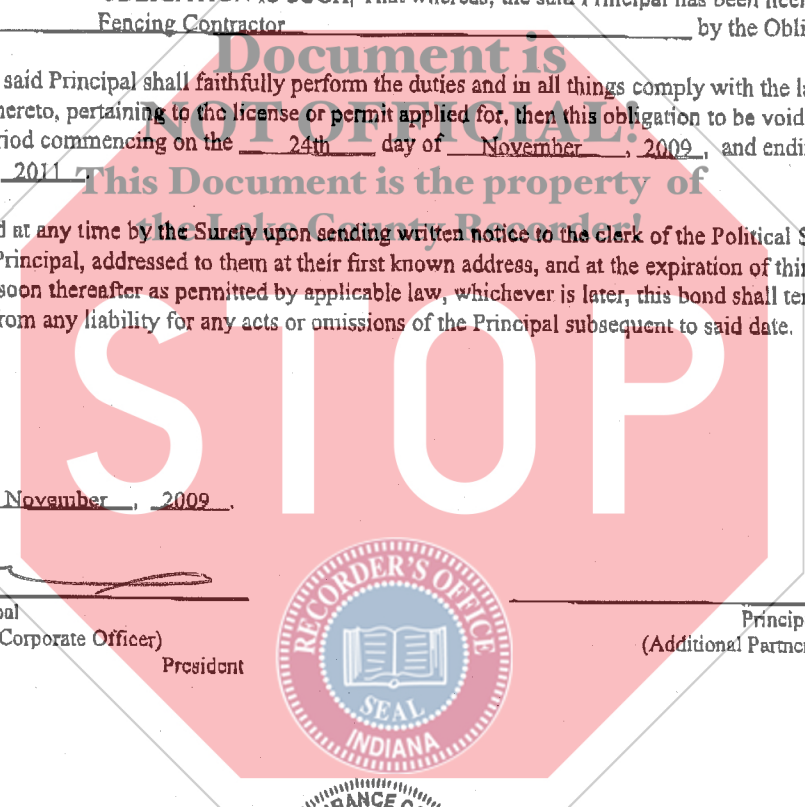 Fencing Contractor by the Obli
Document is
said Principal shall faithfully perform the duties and in all things comply with the la
hereto, pertaining to the license or permit applied for, then this obligation to be void
NOT OFFICIAL!
riod commencing on the 24th day of November, 2009, and endi
2011.
This Document is the property of
the Lake County Recorder!
d at any time by the Surety upon sending written notice to the clerk of the Political S
Principal, addressed to them at their first known address, and at the expiration of thir
soon thereafter as permitted by applicable law, whichever is later, this bond shall ter
rom any liability for any acts or omissions of the Principal subsequent to said date.
STOP
November, 2009.
pal
Corporate Officer)
President
Princip
(Additional Partne
RECORDER'S OFFICE
SEAL
INDIANA
RANCE